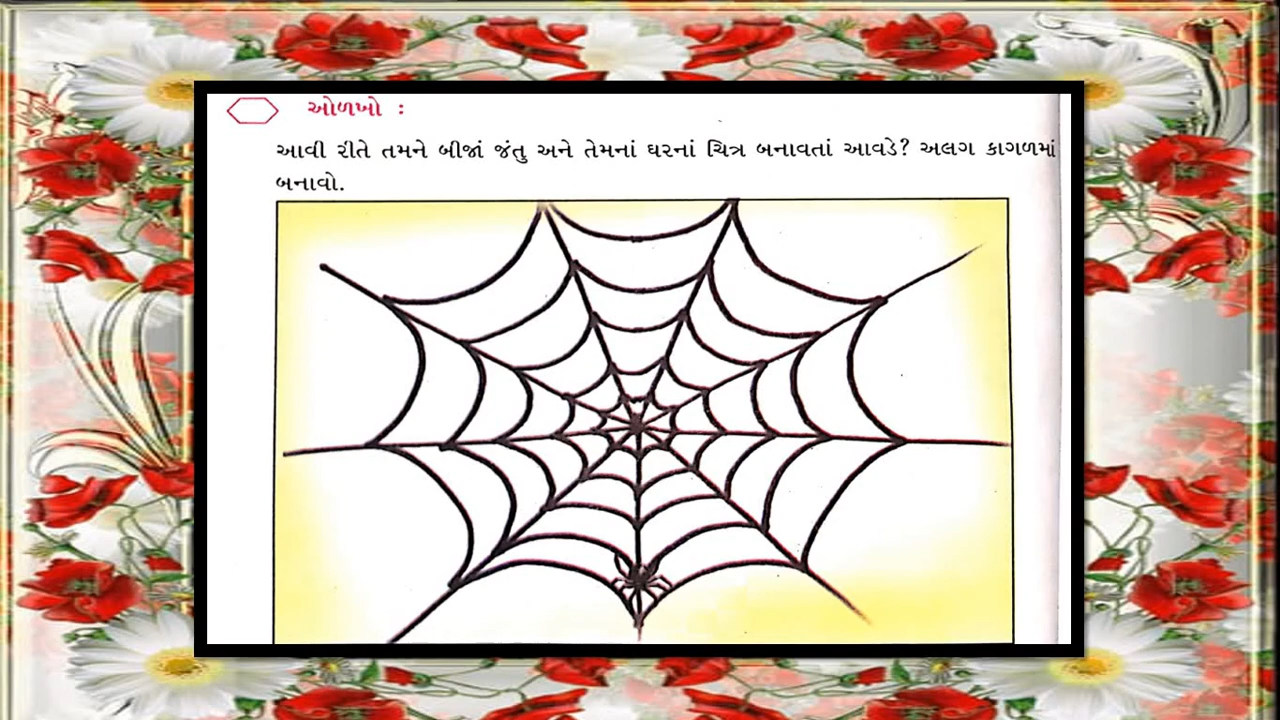 ઓળખો :
આવી રીતે તમને બીજાં જંતુ અને તેમનાં ઘરનાં ચિત્ર બનાવતાં આવડે? અલગ કાગળમાં
બનાવો.